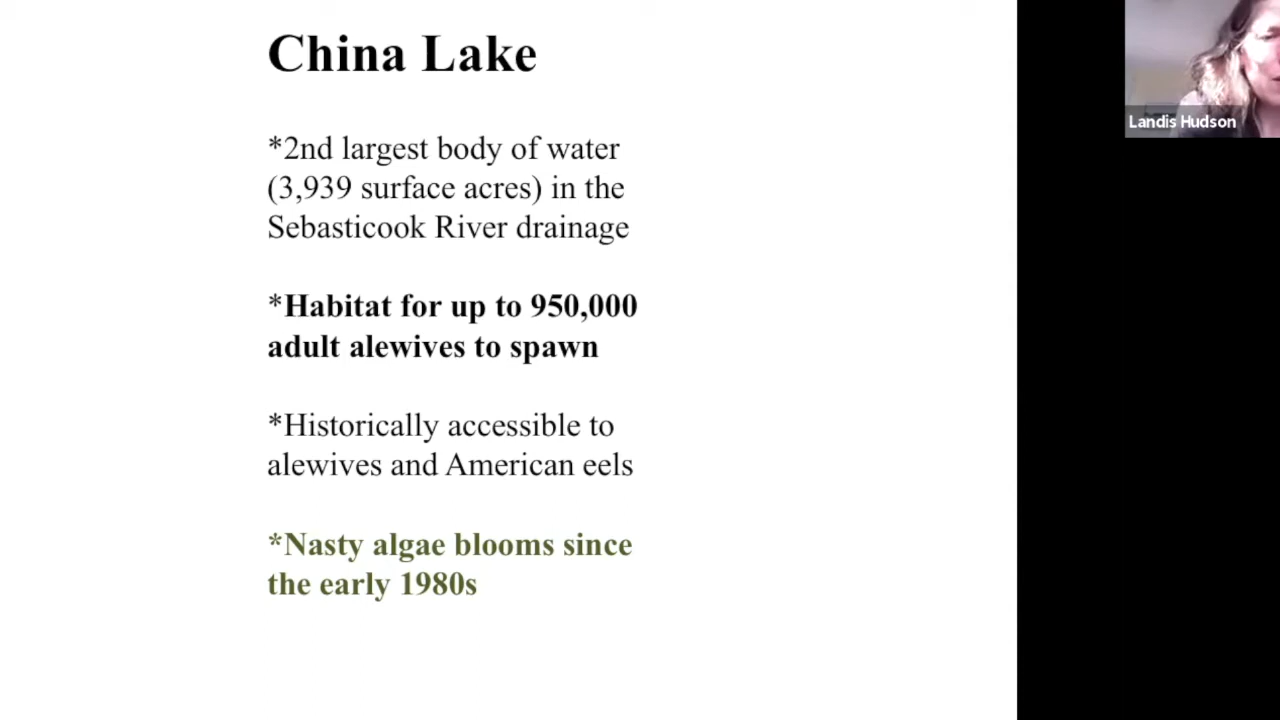 China Lake
*2nd largest body of water
(3,939 surface acres) in the
Sebasticook River drainage
*Habitat for up to 950,000
adult alewives to spawn
*Historically accessible to
alewives and American eels
*Nasty algae blooms since
the early 1980s
Landis Hudson